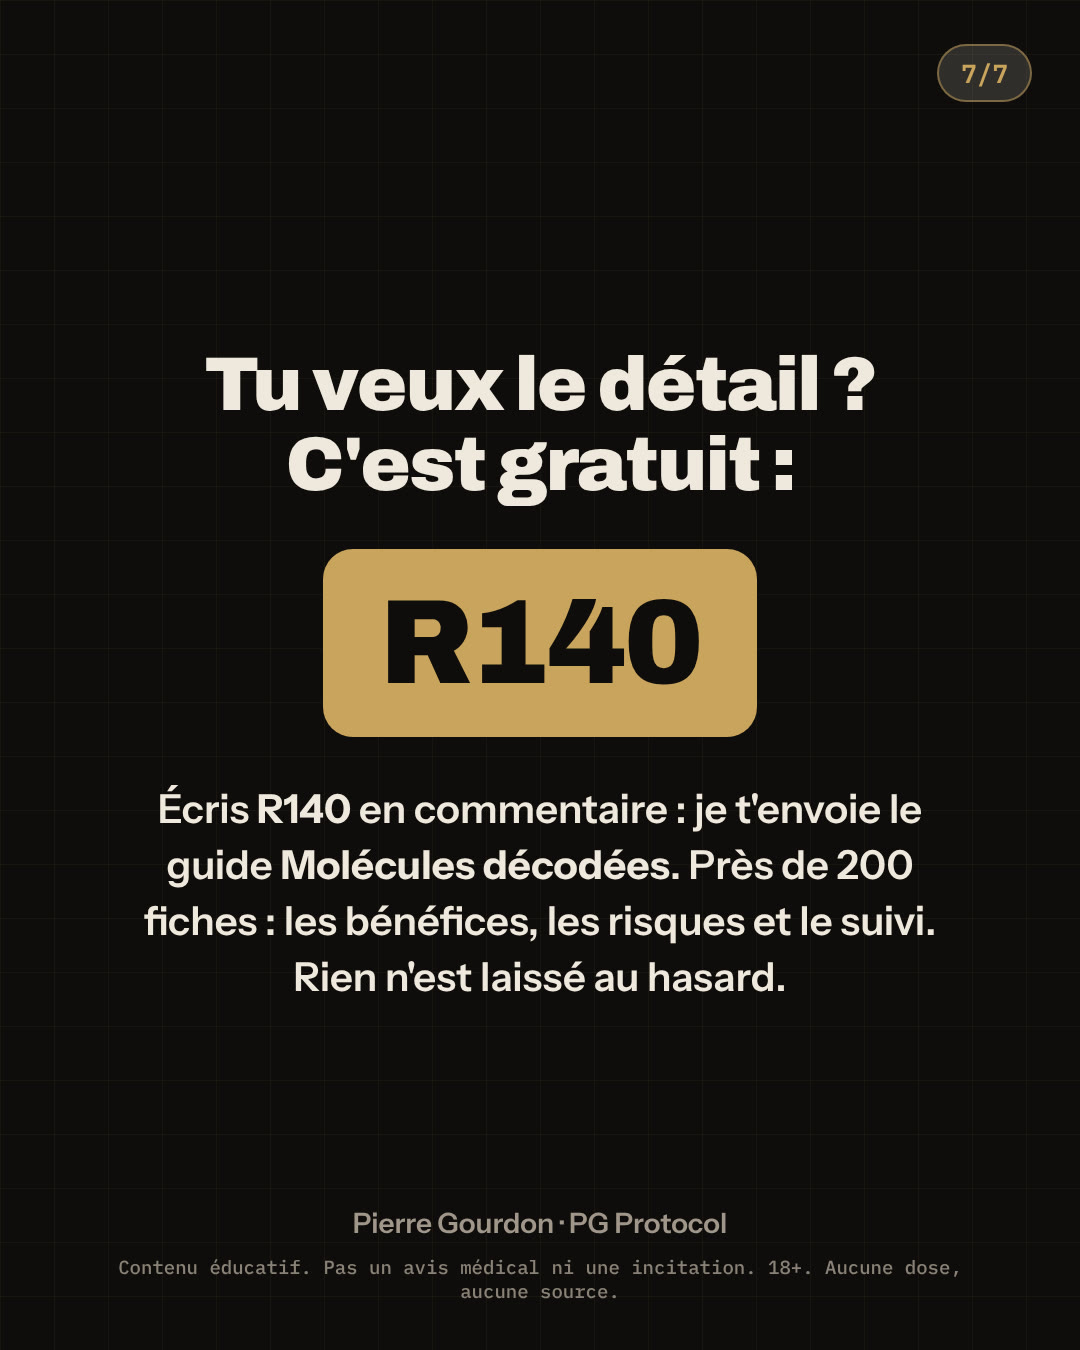 7/7
Tu veux le détail ?
C'est gratuit :
R140
Écris R140 en commentaire : je t'envoie le
guide Molécules décodées. Près de 200
fiches : les bénéfices, les risques et le suivi.
Rien n'est laissé au hasard.
Pierre Gourdon · PG Protocol
Contenu éducatif. Pas un avis médical ni une incitation. 18+. Aucune dose,
aucune source.